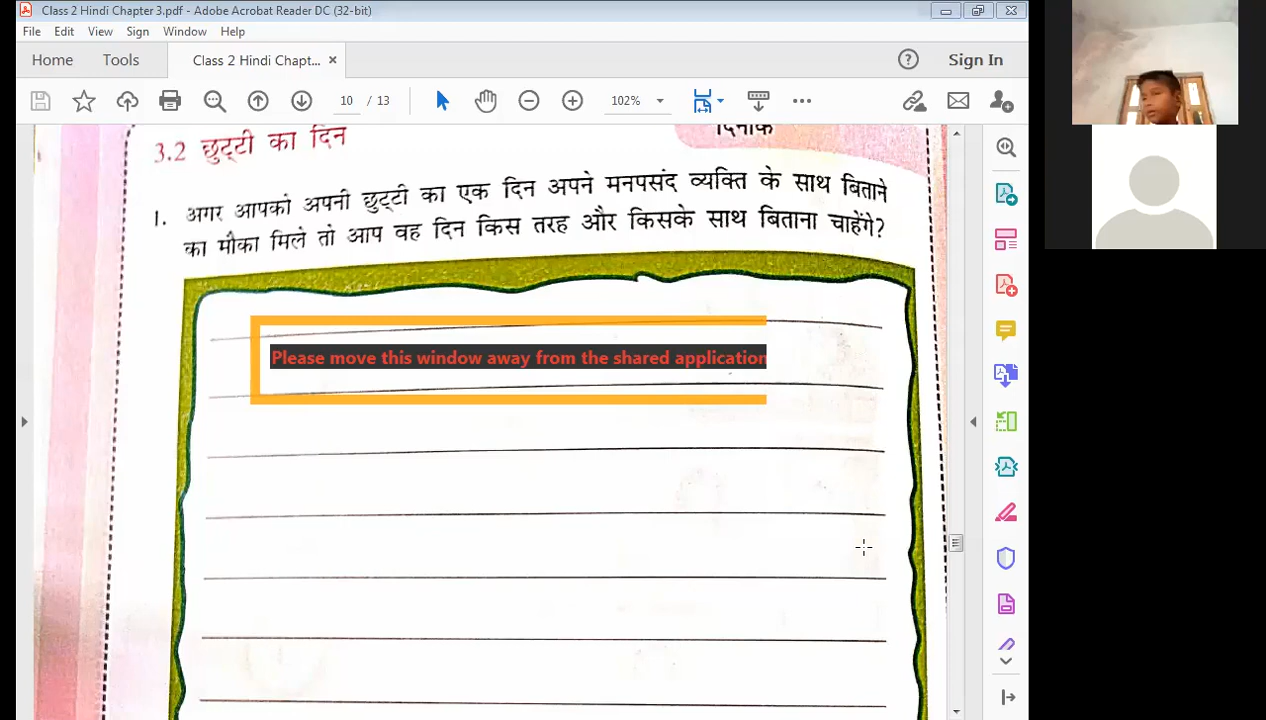 Class 2 Hindi Chapter 3.pdf - Adobe Acrobat Reader DC (32-bit)
File Edit View Sign Window Help
Home Tools Class 2 Hindi Chapt... ×
Sign In
10 / 13
102%
3.2 छुट्टी का दिन
दिनांक
1. अगर आपको अपनी छुट्टी का एक दिन अपने मनपसंद व्यक्ति के साथ बिताने
का मौका मिले तो आप वह दिन किस तरह और किसके साथ बिताना चाहेंगे?
Please move this window away from the shared application